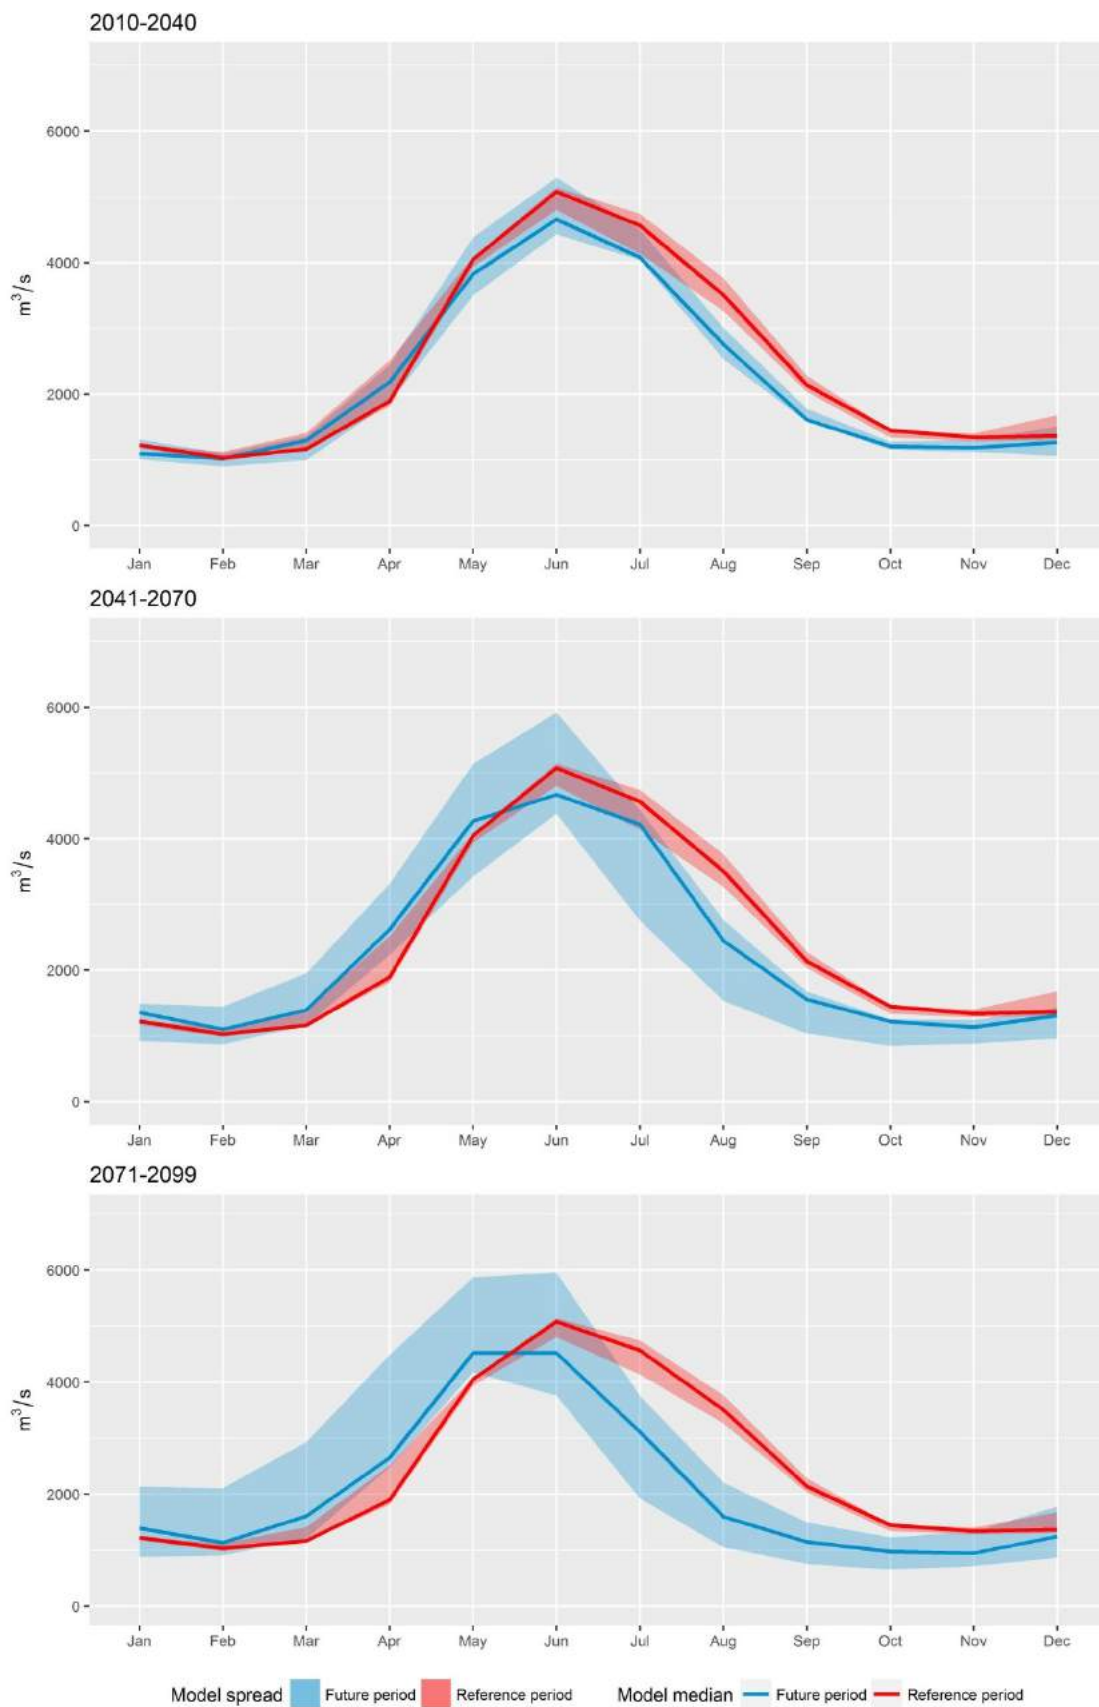 2010-2040
6000
4000
2000
0
m³/s
Jan Feb Mar Apr May Jun Jul Aug Sep Oct Nov Dec
2041-2070
6000
4000
2000
0
m³/s
Jan Feb Mar Apr May Jun Jul Aug Sep Oct Nov Dec
2071-2099
6000
4000
2000
0
m³/s
Jan Feb Mar Apr May Jun Jul Aug Sep Oct Nov Dec
Model spread Future period Reference period Model median Future period Reference period